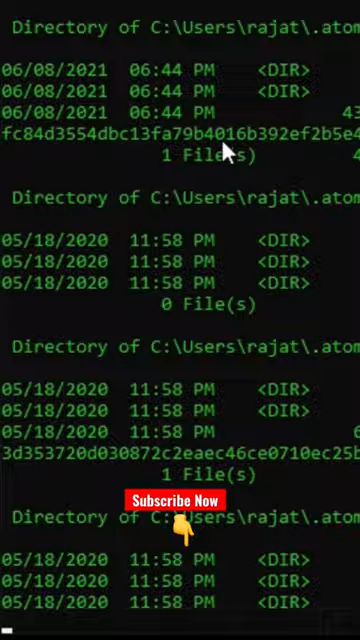 Directory of C:\Users\rajat\.atom
06/08/2021 06:44 PM <DIR>
06/08/2021 06:44 PM <DIR>
06/08/2021 06:44 PM 43
fc84d3554dbc13fa79b4016b392ef2b5e4
1 File(s)
Directory of C:\Users\rajat\.atom
05/18/2020 11:58 PM <DIR>
05/18/2020 11:58 PM <DIR>
05/18/2020 11:58 PM <DIR>
0 File(s)
Directory of C:\Users\rajat\.atom
05/18/2020 11:58 PM <DIR>
05/18/2020 11:58 PM <DIR>
05/18/2020 11:58 PM 6
3d353720d030872c2eaec46ce0710ec25b
1 File(s)
Subscribe Now
Directory of C:\Users\rajat\.atom
05/18/2020 11:58 PM <DIR>
05/18/2020 11:58 PM <DIR>
05/18/2020 11:58 PM <DIR>